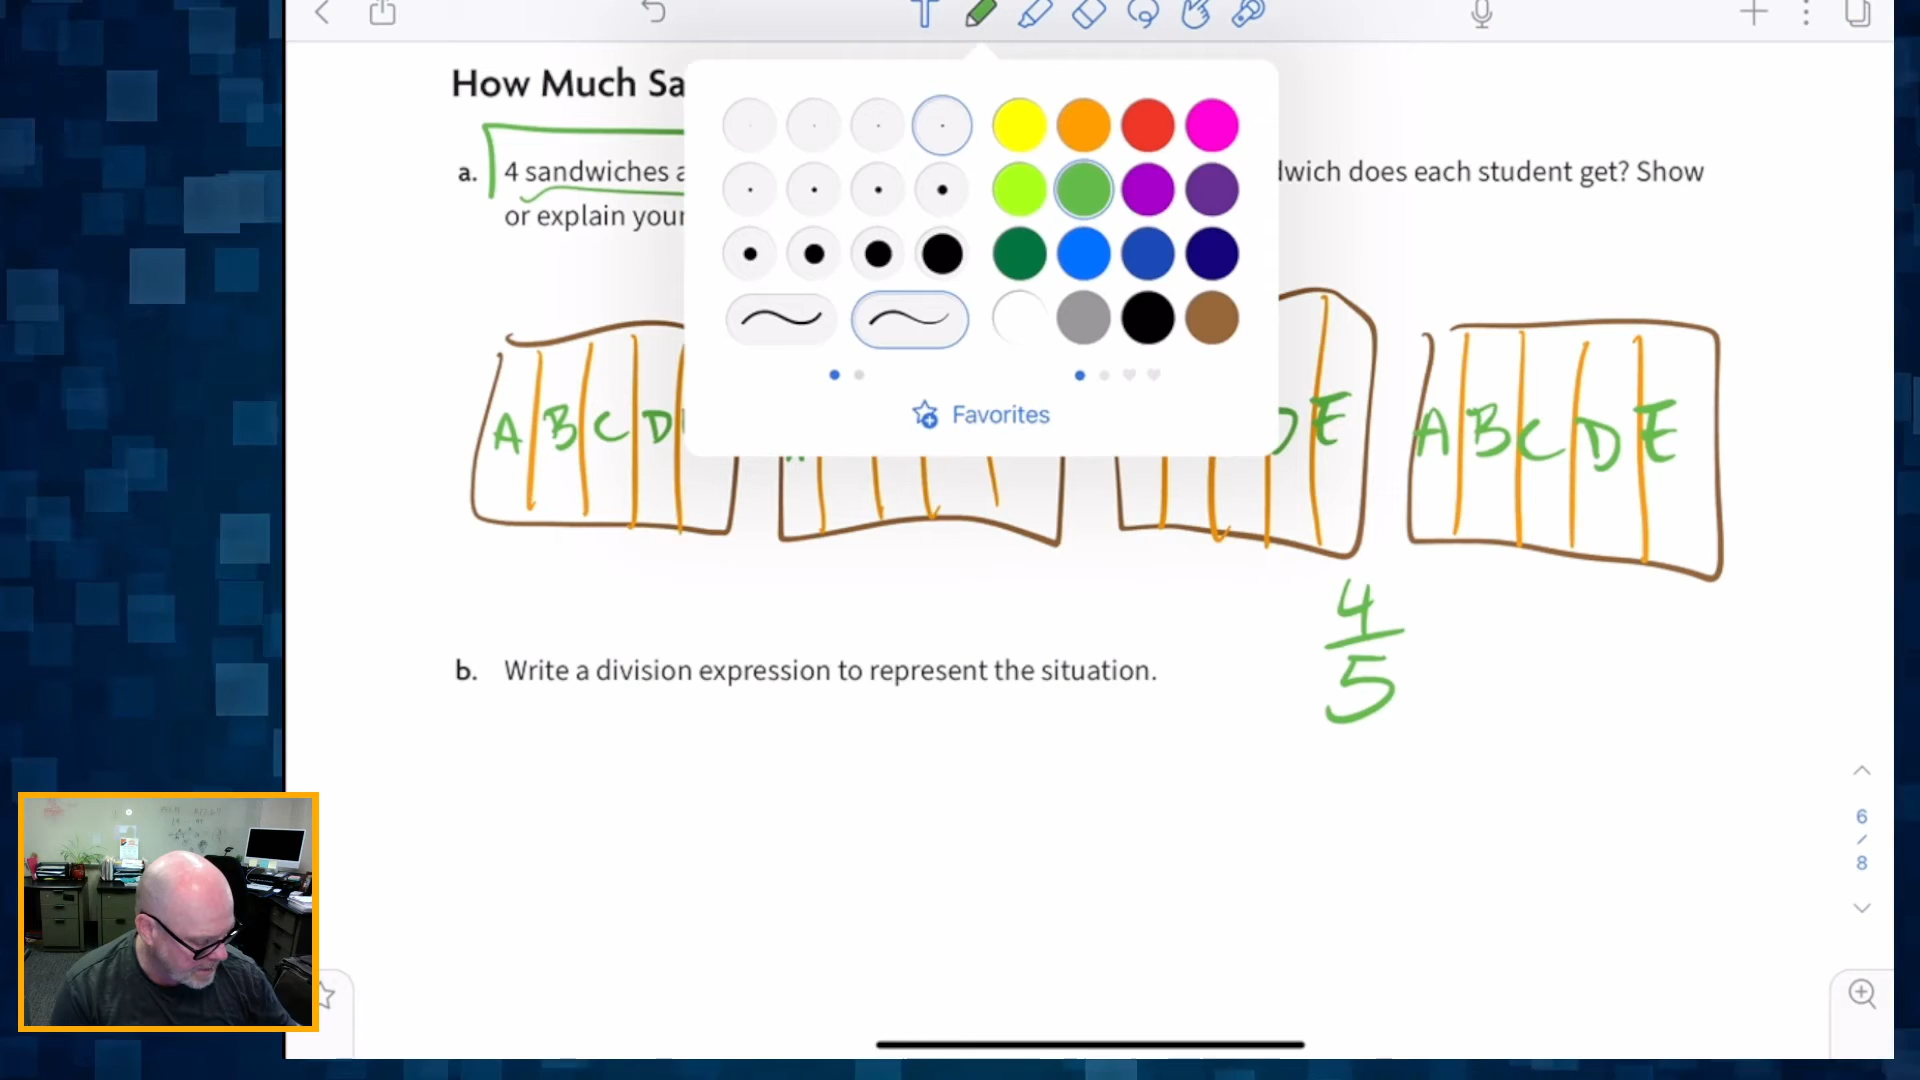 How Much Sa
a. 4 sandwiches a
dwich does each student get? Show
or explain your
Favorites
A B C D
D E
A B C D E
4
5
b. Write a division expression to represent the situation.
6
/
8